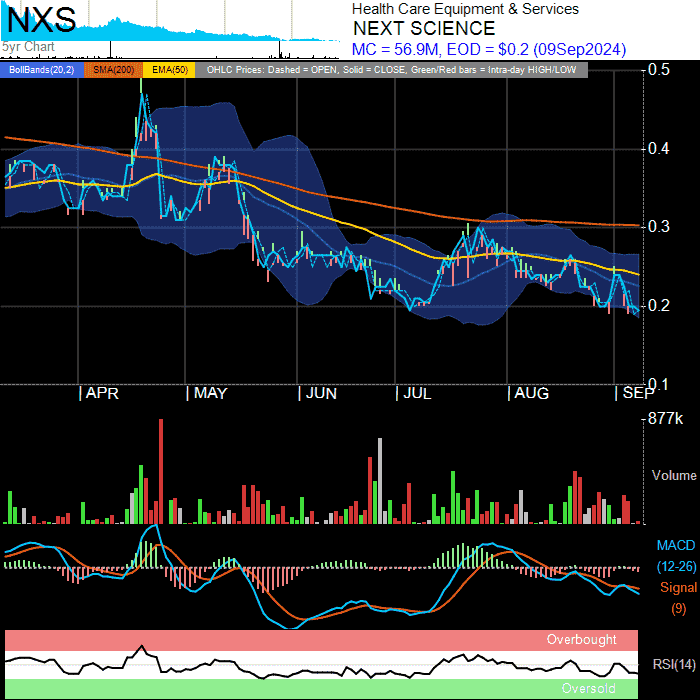 NXS
5yr Chart
Health Care Equipment & Services
NEXT SCIENCE
MC = 56.9M, EOD = $0.2 (09Sep2024)
BollBands(20,2) SMA(200) EMA(50) OHLC Prices: Dashed = OPEN, Solid = CLOSE, Green/Red bars = Intra-day HIGH/LOW
0.5
0.4
0.3
0.2
0.1
| APR | MAY | JUN | JUL | AUG | SEP
877k
Volume
MACD
(12-26)
Signal
(9)
Overbought
RSI(14)
Oversold